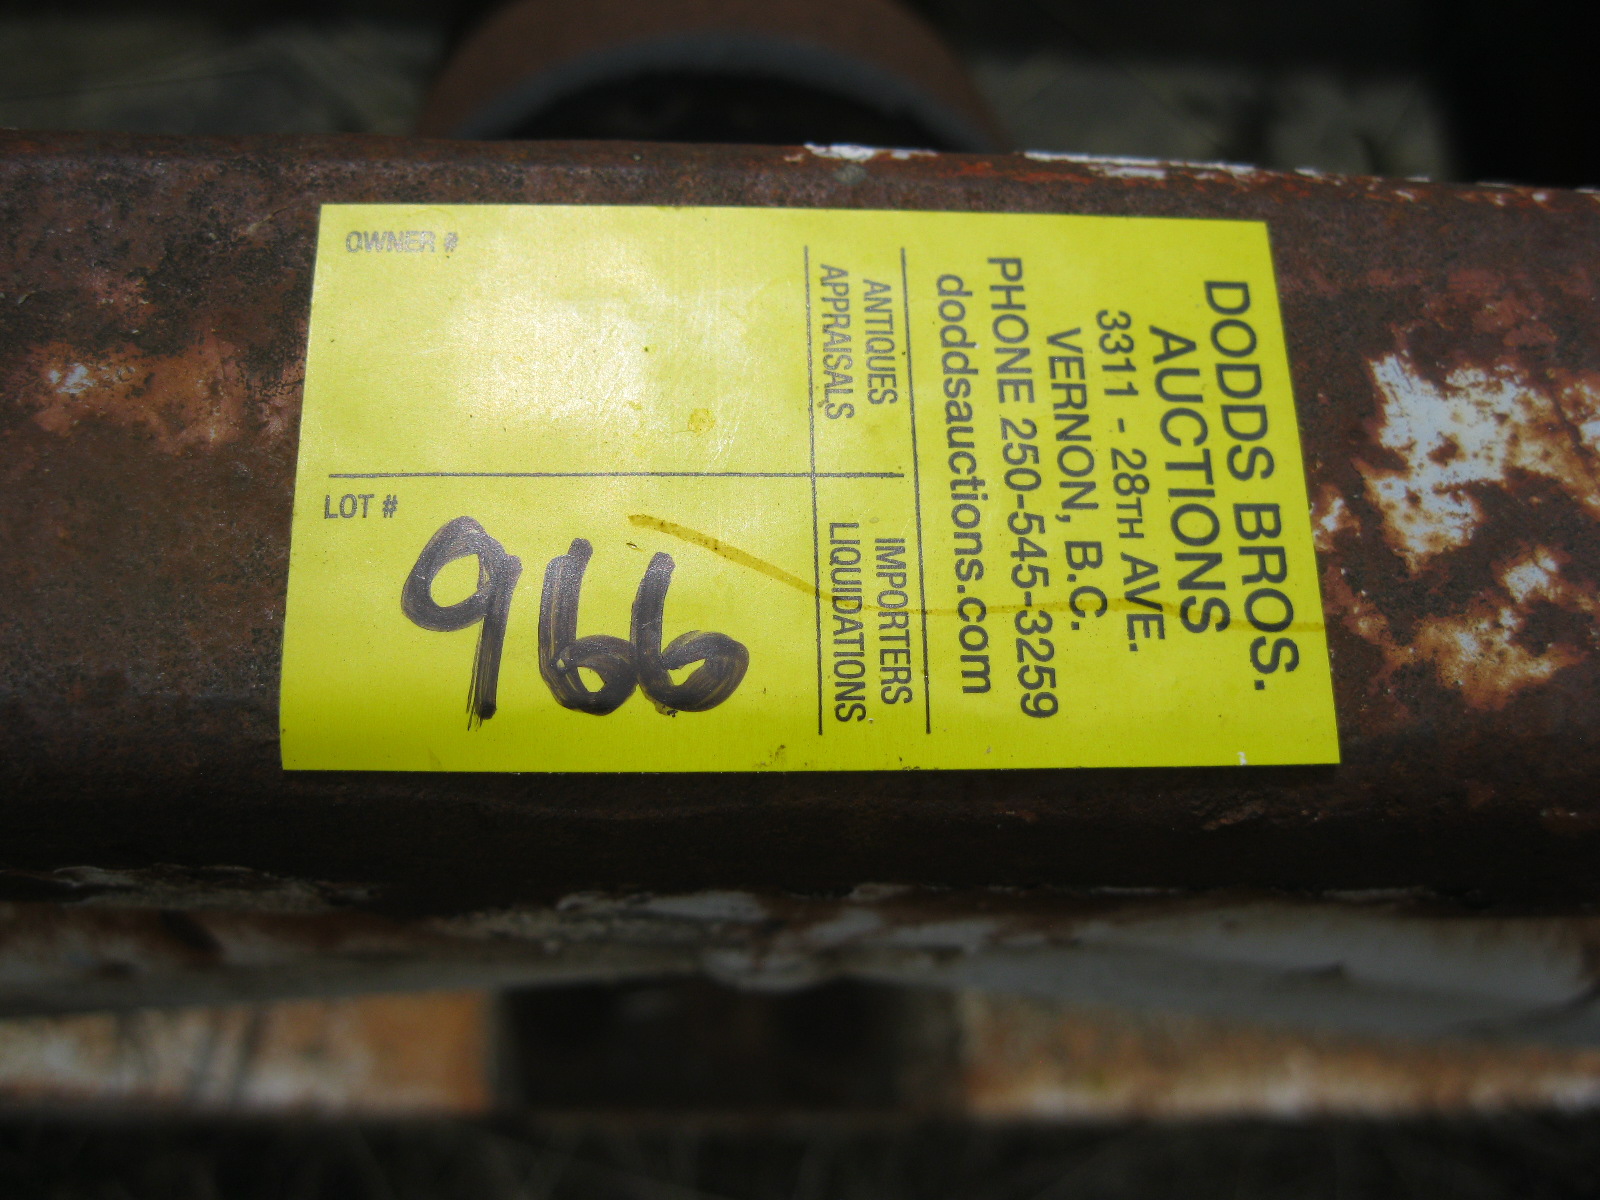 DODDS BROS.
AUCTIONS
3311 - 28TH AVE.
VERNON, B.C.
PHONE 250-545-3259
doddsauctions.com
ANTIQUES IMPORTERS
APPRAISALS LIQUIDATIONS
OWNER #
LOT #
966